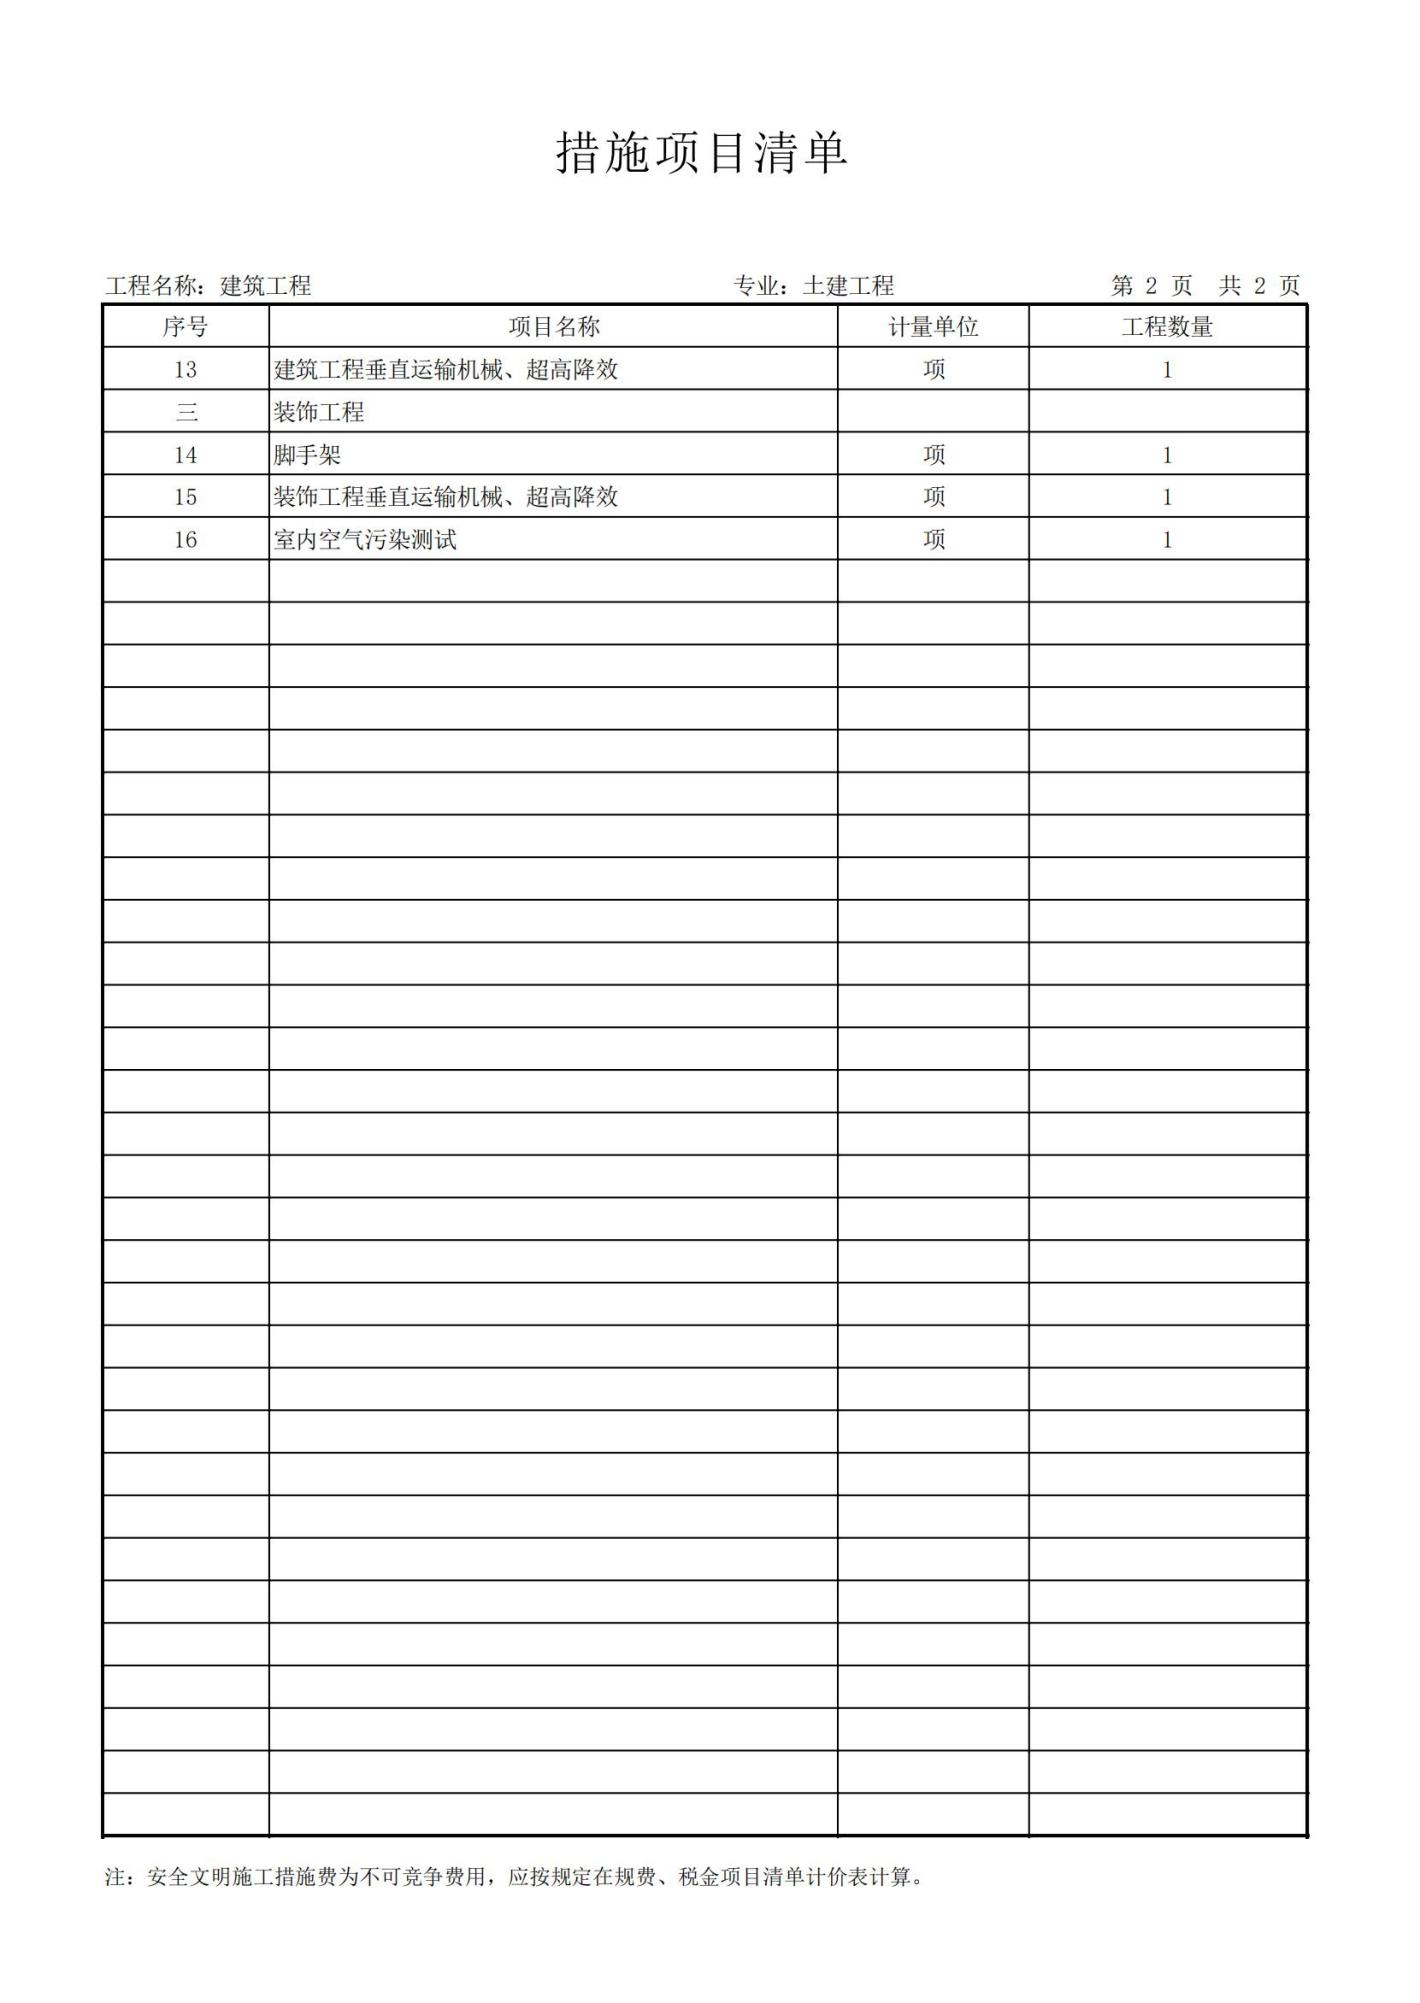 措施项目清单
工程名称：建筑工程 专业：土建工程 第 2 页 共 2 页
序号 项目名称 计量单位 工程数量
13 建筑工程垂直运输机械、超高降效 项 1
三 装饰工程
14 脚手架 项 1
15 装饰工程垂直运输机械、超高降效 项 1
16 室内空气污染测试 项 1
注：安全文明施工措施费为不可竞争费用，应按规定在规费、税金项目清单计价表计算。